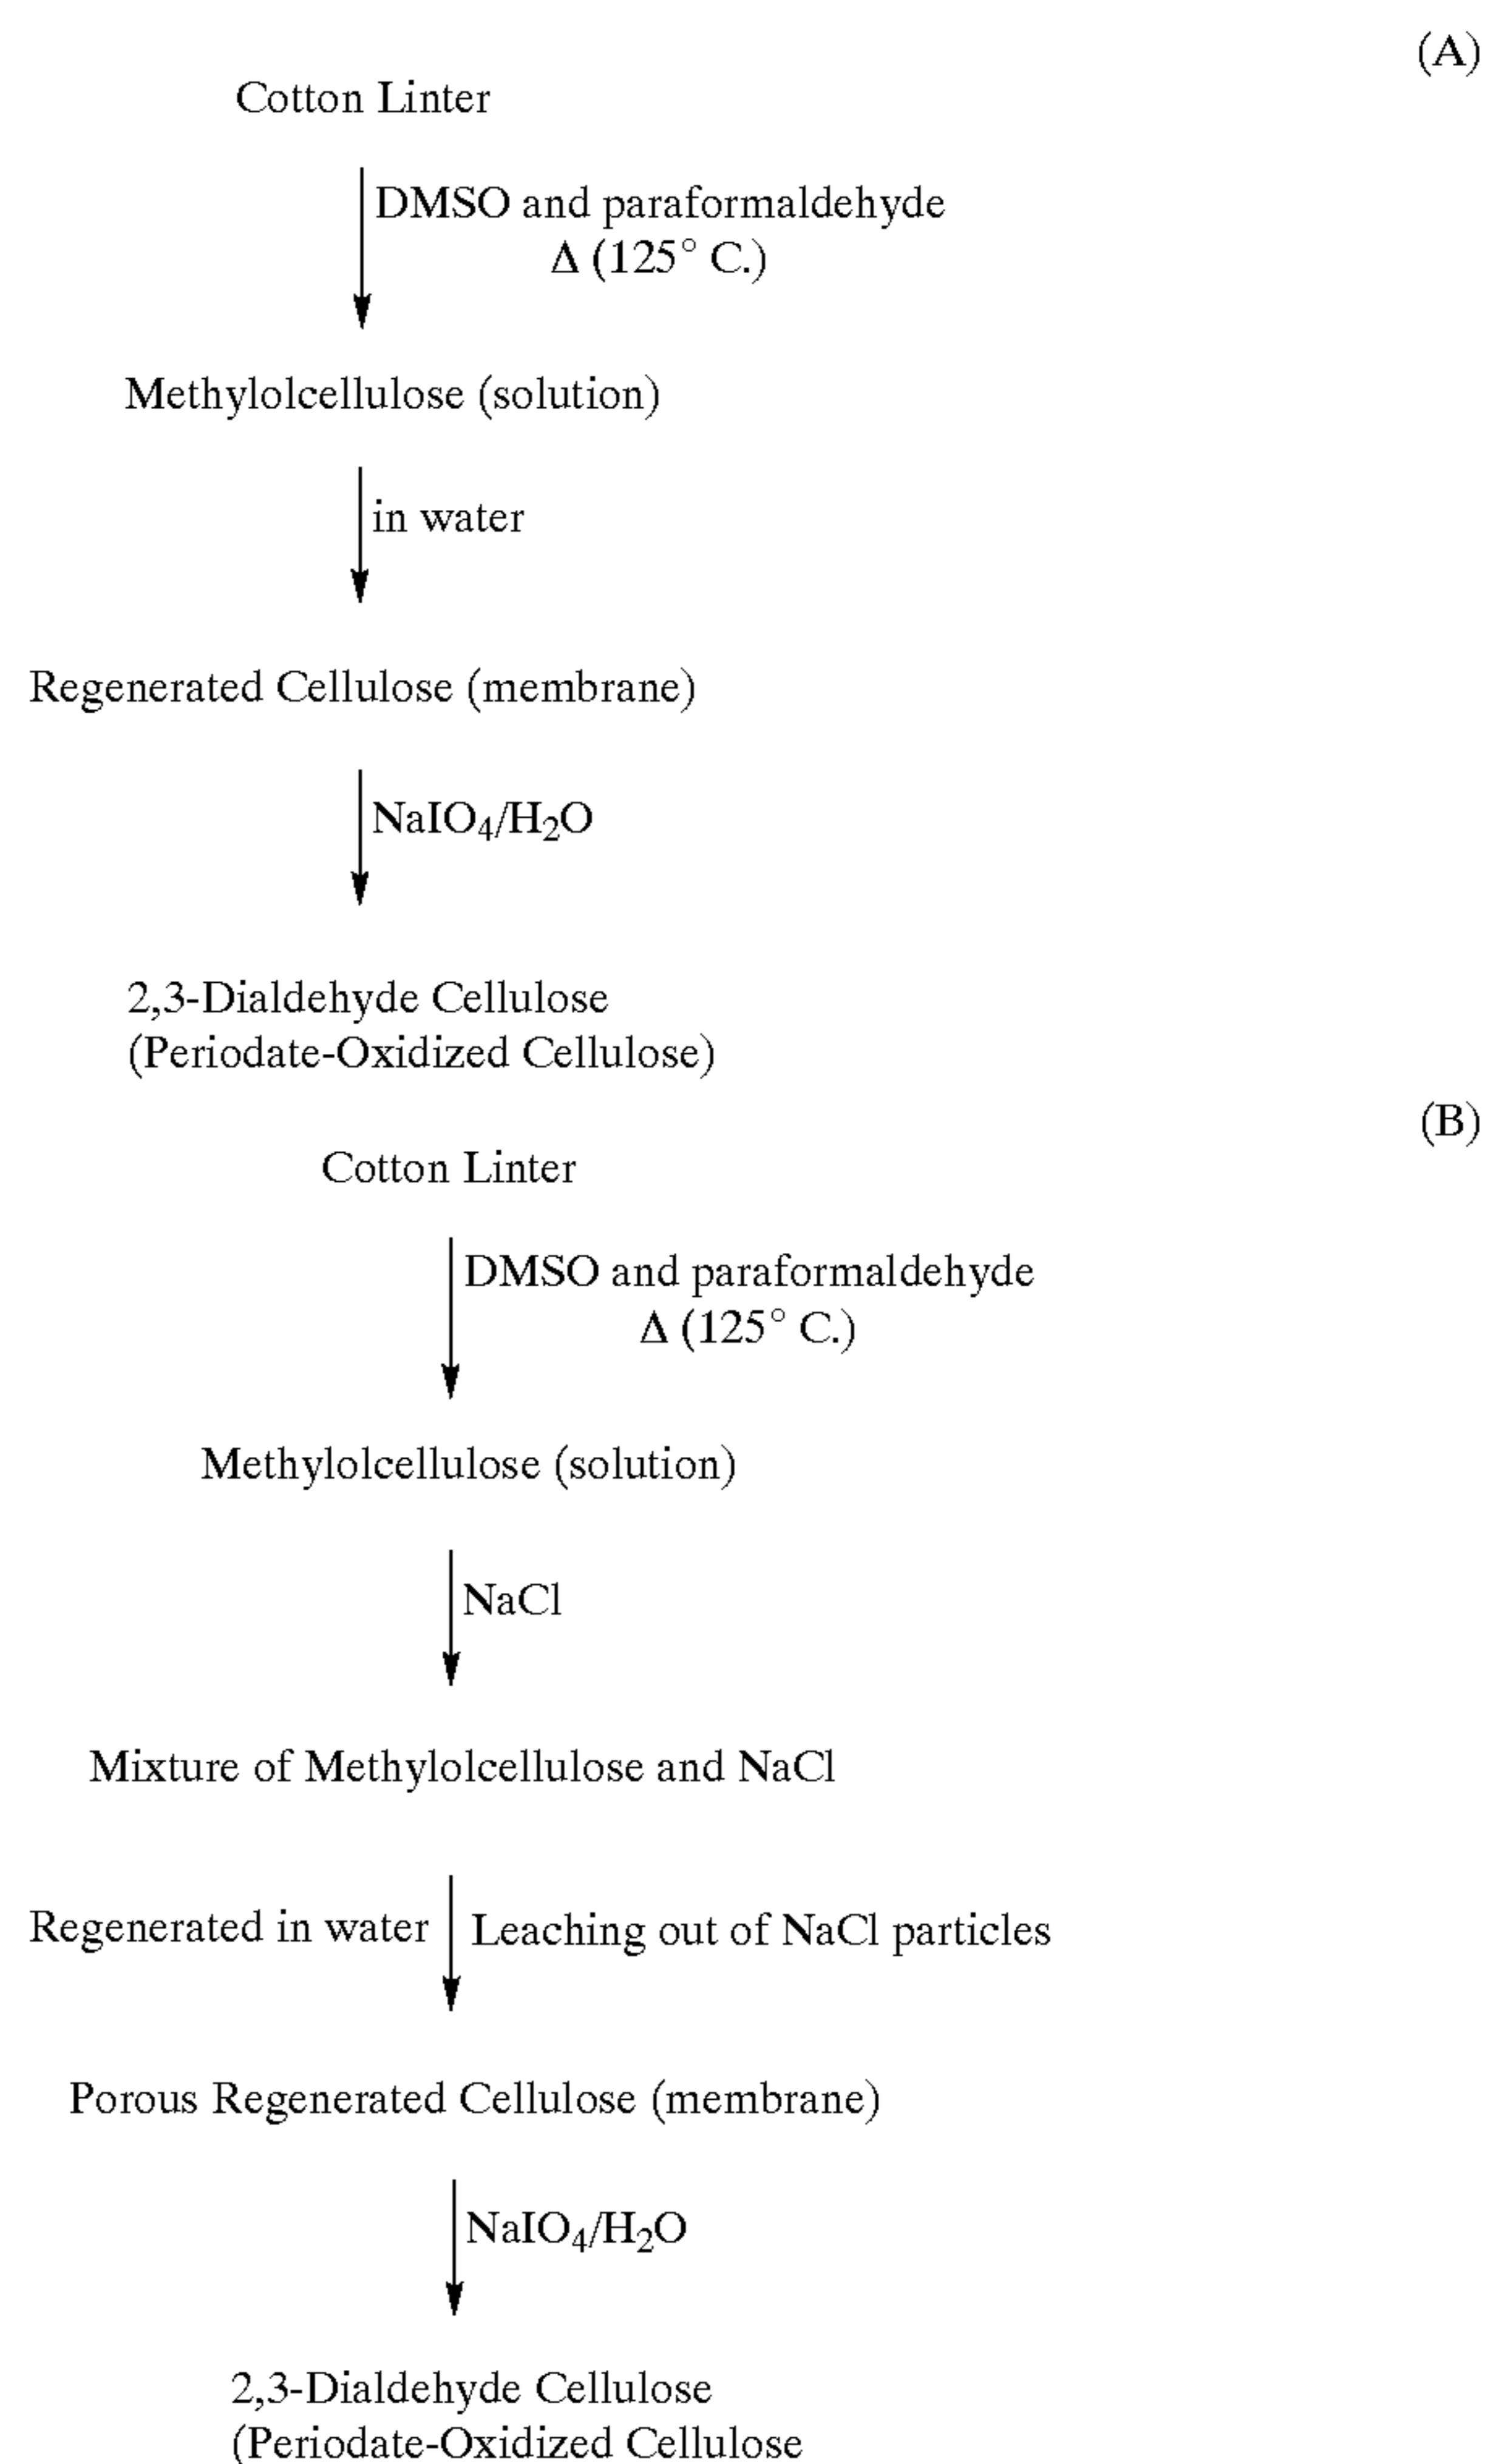 (A)
Cotton Linter
DMSO and paraformaldehyde
Δ (125° C.)
Methylolcellulose (solution)
in water
Regenerated Cellulose (membrane)
NaIO₄/H₂O
2,3-Dialdehyde Cellulose
(Periodate-Oxidized Cellulose)
(B)
Cotton Linter
DMSO and paraformaldehyde
Δ (125° C.)
Methylolcellulose (solution)
NaCl
Mixture of Methylolcellulose and NaCl
Regenerated in water Leaching out of NaCl particles
Porous Regenerated Cellulose (membrane)
NaIO₄/H₂O
2,3-Dialdehyde Cellulose
(Periodate-Oxidized Cellulose